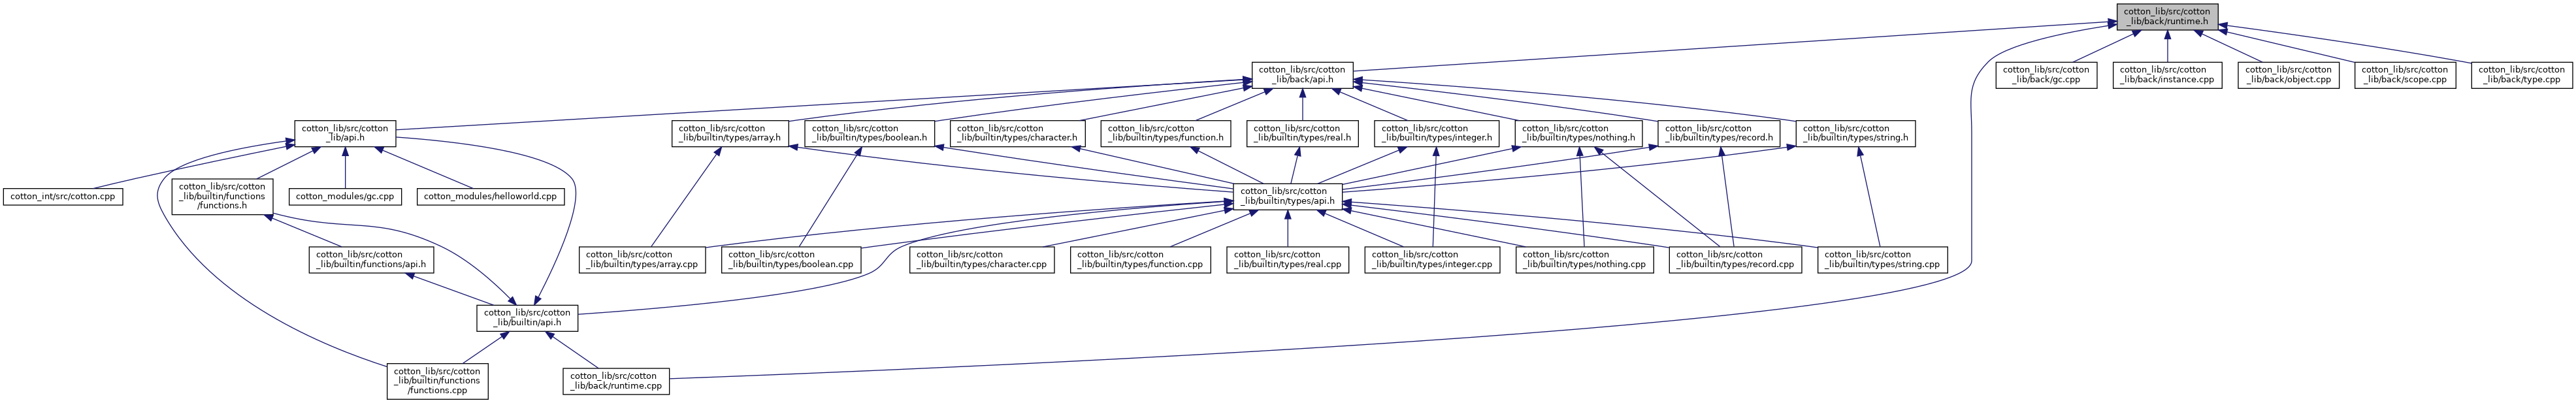 cotton_lib/src/cotton
_lib/back/runtime.h
cotton_lib/src/cotton
_lib/back/api.h
cotton_lib/src/cotton
_lib/back/gc.cpp
cotton_lib/src/cotton
_lib/back/instance.cpp
cotton_lib/src/cotton
_lib/back/object.cpp
cotton_lib/src/cotton
_lib/back/scope.cpp
cotton_lib/src/cotton
_lib/back/type.cpp
cotton_lib/src/cotton
_lib/api.h
cotton_lib/src/cotton
_lib/builtin/types/array.h
cotton_lib/src/cotton
_lib/builtin/types/boolean.h
cotton_lib/src/cotton
_lib/builtin/types/character.h
cotton_lib/src/cotton
_lib/builtin/types/function.h
cotton_lib/src/cotton
_lib/builtin/types/real.h
cotton_lib/src/cotton
_lib/builtin/types/integer.h
cotton_lib/src/cotton
_lib/builtin/types/nothing.h
cotton_lib/src/cotton
_lib/builtin/types/record.h
cotton_lib/src/cotton
_lib/builtin/types/string.h
cotton_int/src/cotton.cpp
cotton_lib/src/cotton
_lib/builtin/functions
/functions.h
cotton_modules/gc.cpp
cotton_modules/helloworld.cpp
cotton_lib/src/cotton
_lib/builtin/types/api.h
cotton_lib/src/cotton
_lib/builtin/functions/api.h
cotton_lib/src/cotton
_lib/builtin/types/array.cpp
cotton_lib/src/cotton
_lib/builtin/types/boolean.cpp
cotton_lib/src/cotton
_lib/builtin/types/character.cpp
cotton_lib/src/cotton
_lib/builtin/types/function.cpp
cotton_lib/src/cotton
_lib/builtin/types/real.cpp
cotton_lib/src/cotton
_lib/builtin/types/integer.cpp
cotton_lib/src/cotton
_lib/builtin/types/nothing.cpp
cotton_lib/src/cotton
_lib/builtin/types/record.cpp
cotton_lib/src/cotton
_lib/builtin/types/string.cpp
cotton_lib/src/cotton
_lib/builtin/api.h
cotton_lib/src/cotton
_lib/builtin/functions
/functions.cpp
cotton_lib/src/cotton
_lib/back/runtime.cpp